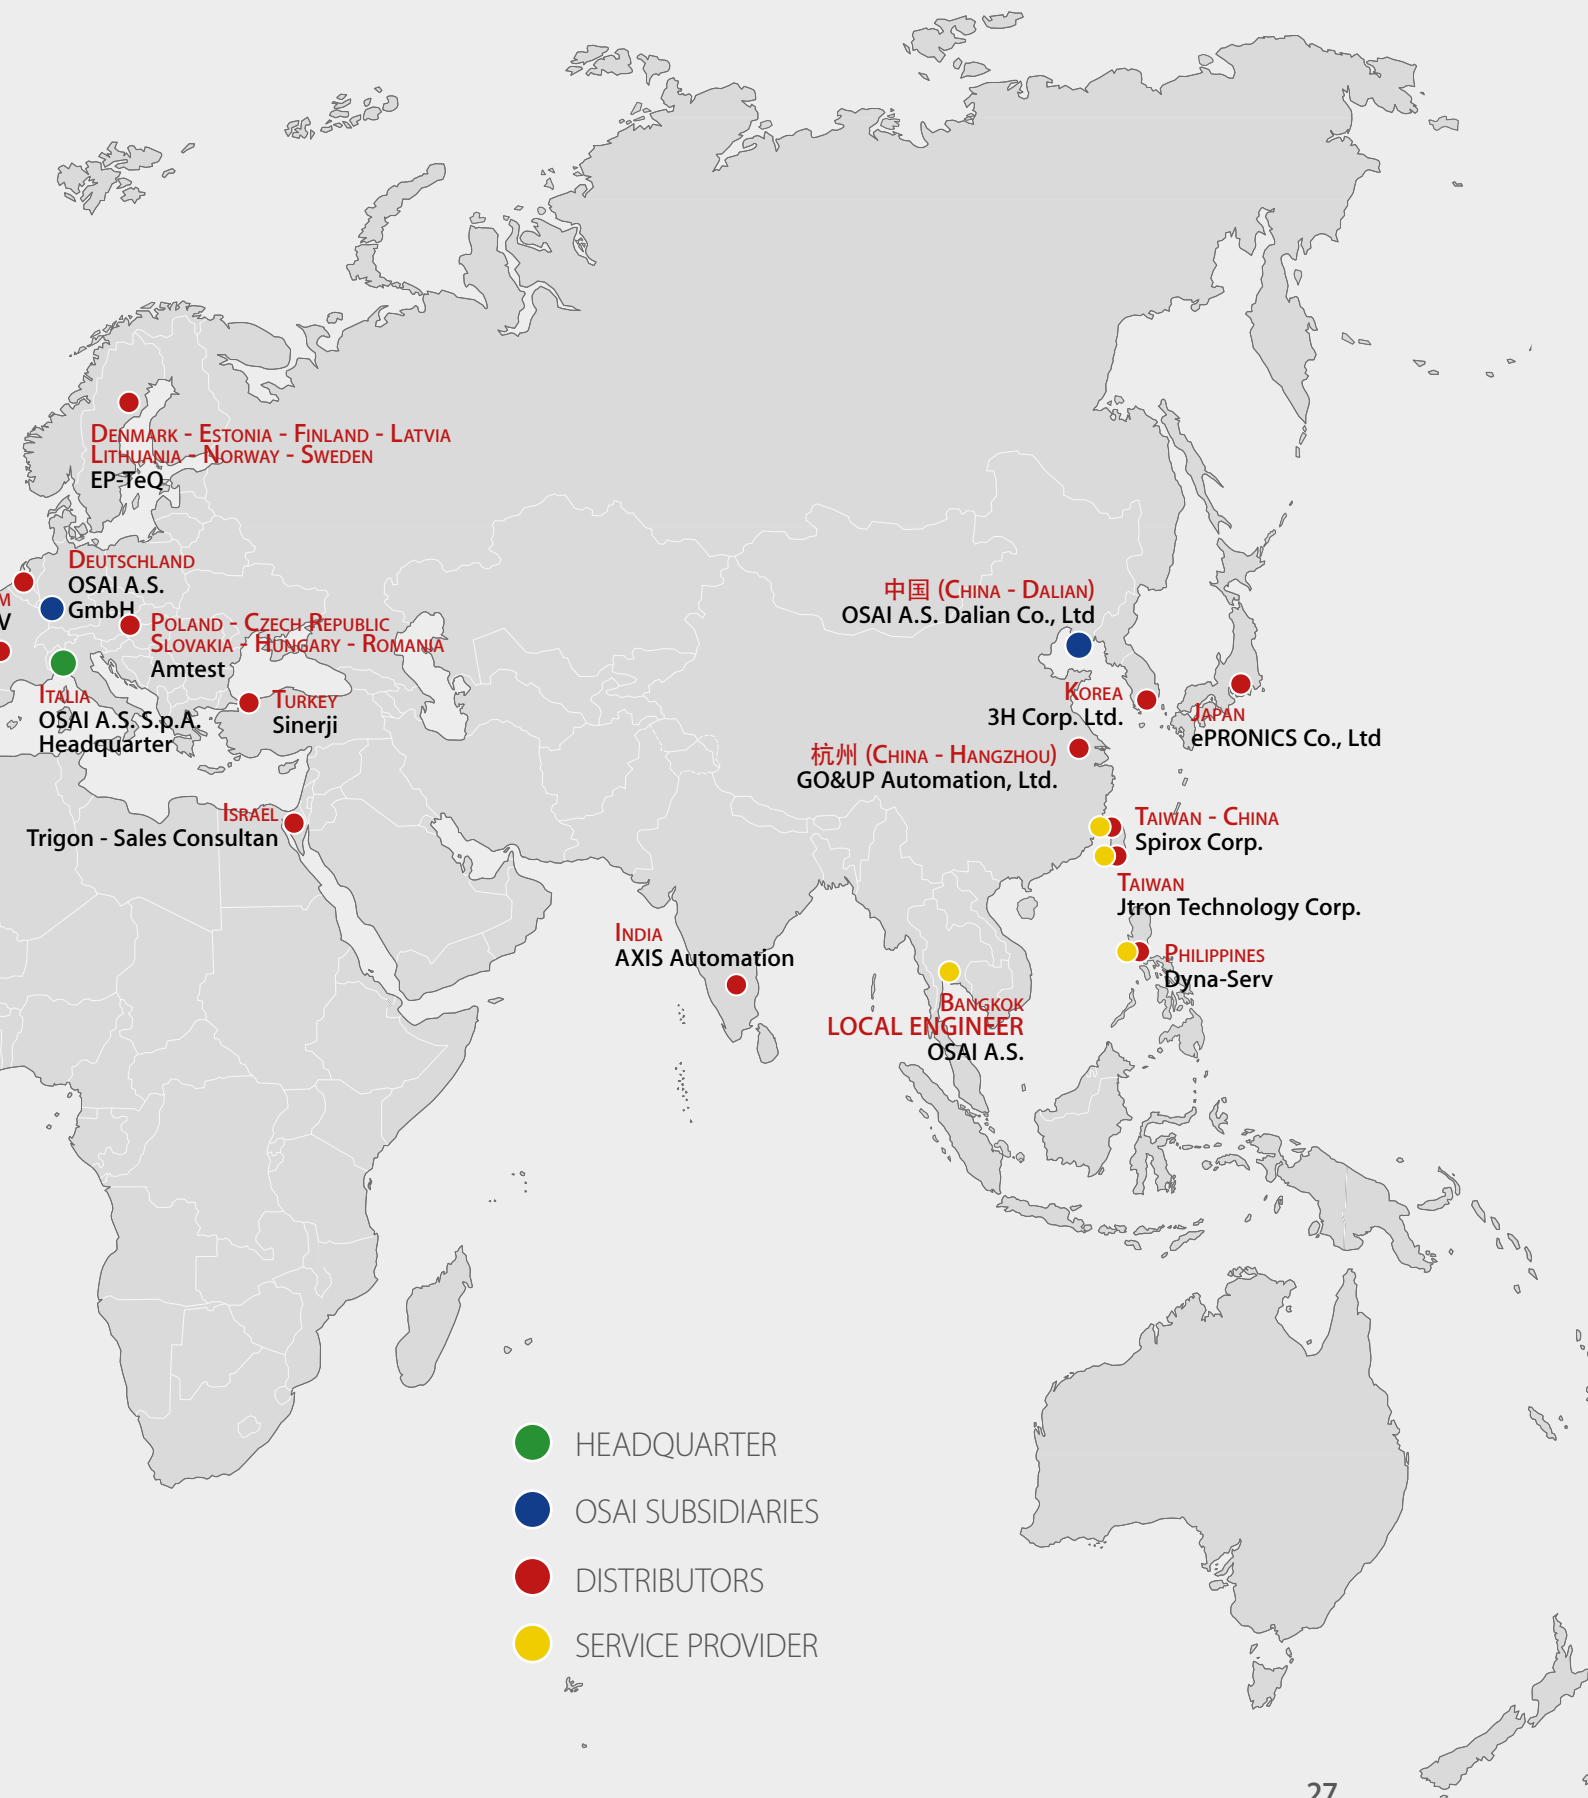 Denmark - Estonia - Finland - Latvia
Lithuania - Norway - Sweden
EP-TeQ
Deutschland
OSAI A.S.
GmbH
M
V
Poland - Czech Republic
Slovakia - Hungary - Romania
Amtest
Italia
OSAI A.S. S.p.A.
Headquarter
Turkey
Sinerji
Israel
Trigon - Sales Consultan
中国 (China - Dalian)
OSAI A.S. Dalian Co., Ltd
Korea
3H Corp. Ltd.
Japan
ePRONICS Co., Ltd
杭州 (China - Hangzhou)
GO&UP Automation, Ltd.
Taiwan - China
Spirox Corp.
Taiwan
Jtron Technology Corp.
India
AXIS Automation
Philippines
Dyna-Serv
Bangkok
LOCAL ENGINEER
OSAI A.S.
HEADQUARTER
OSAI SUBSIDIARIES
DISTRIBUTORS
SERVICE PROVIDER
27